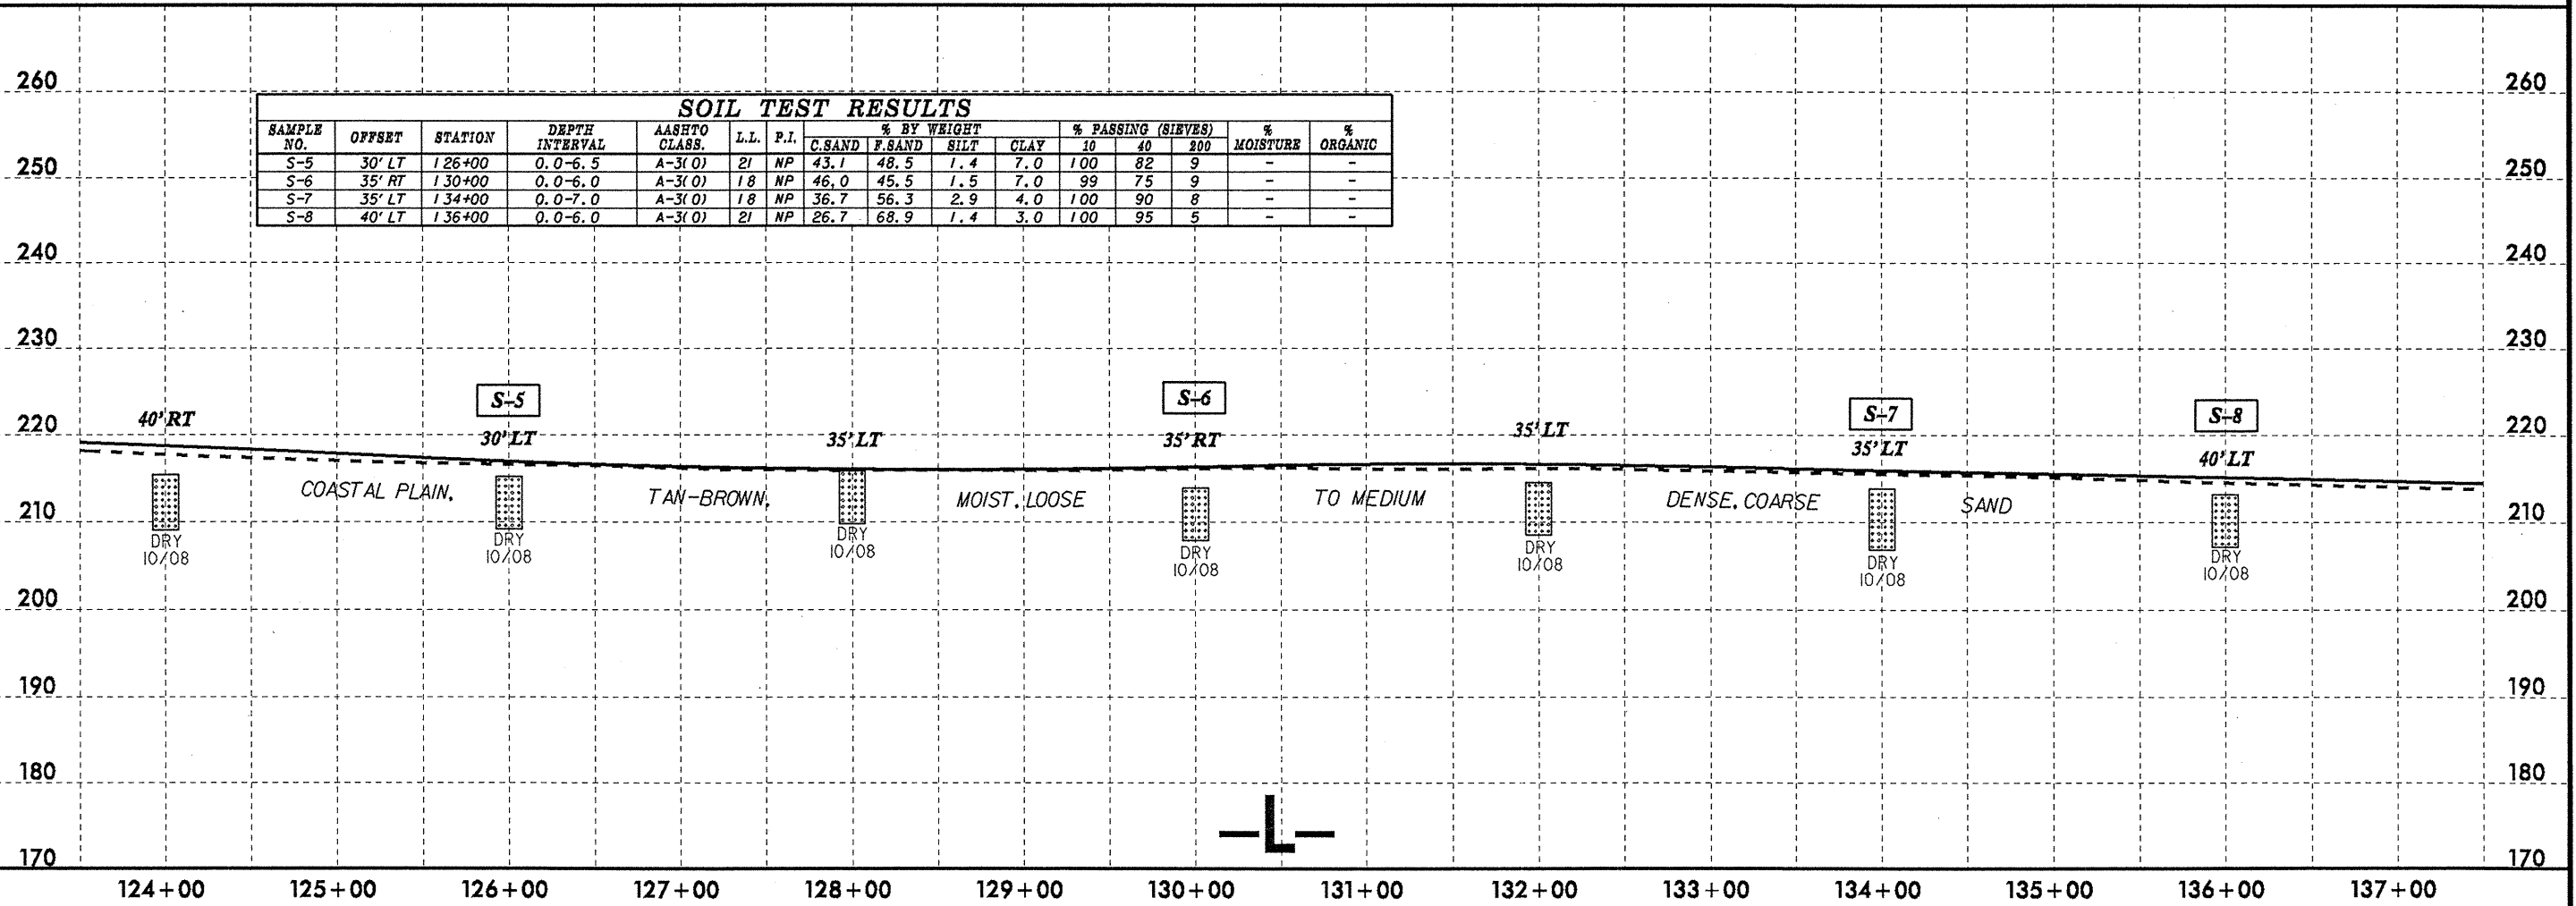 260 260
SOIL TEST RESULTS
SAMPLE NO. OFFSET STATION DEPTH INTERVAL AASHTO CLASS. L.L. P.I. % BY WEIGHT % PASSING (SIEVES) % MOISTURE % ORGANIC
C.SAND F.SAND SILT CLAY 10 40 200
S-5 30' LT 126+00 0.0-6.5 A-3(0) 21 NP 43.1 48.5 1.4 7.0 100 82 9 - -
S-6 35' RT 130+00 0.0-6.0 A-3(0) 18 NP 46.0 45.5 1.5 7.0 99 75 9 - -
S-7 35' LT 134+00 0.0-7.0 A-3(0) 18 NP 36.7 56.3 2.9 4.0 100 90 8 - -
S-8 40' LT 136+00 0.0-6.0 A-3(0) 21 NP 26.7 68.9 1.4 3.0 100 95 5 - -
250 250
240 240
230 230
S-5 S-6 S-7 S-8
220 220
40' RT 30' LT 35' LT 35' RT 35' LT 35' LT 40' LT
COASTAL PLAIN, TAN-BROWN, MOIST, LOOSE TO MEDIUM DENSE, COARSE SAND
210 210
DRY DRY DRY DRY DRY DRY DRY
10/08 10/08 10/08 10/08 10/08 10/08 10/08
200 200
190 190
180 180
L
170 170
124+00 125+00 126+00 127+00 128+00 129+00 130+00 131+00 132+00 133+00 134+00 135+00 136+00 137+00